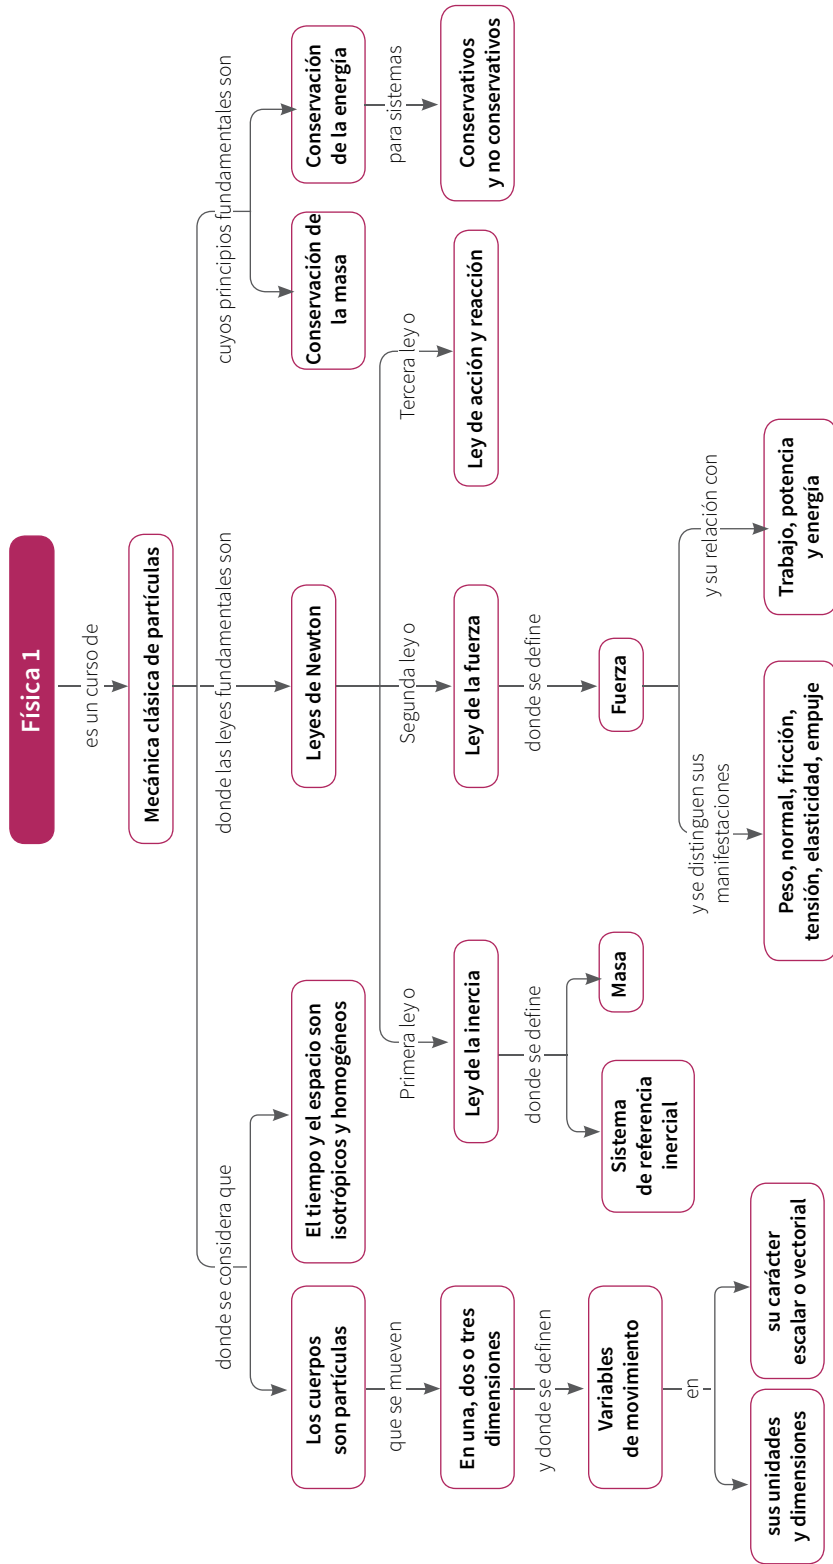 Física 1
es un curso de
Mecánica clásica de partículas
donde se considera que
donde las leyes fundamentales son
cuyos principios fundamentales son
Los cuerpos
son partículas
El tiempo y el espacio son
isotrópicos y homogéneos
Leyes de Newton
Conservación de
la masa
Conservación
de la energía
que se mueven
para sistemas
Primera ley o
Segunda ley o
Tercera ley o
En una, dos o tres
dimensiones
Ley de la inercia
Ley de la fuerza
Ley de acción y reacción
Conservativos
y no conservativos
y donde se definen
donde se define
donde se define
Variables
de movimiento
Sistema
de referencia
inercial
Masa
Fuerza
en
y se distinguen sus
manifestaciones
y su relación con
sus unidades
y dimensiones
su carácter
escalar o vectorial
Peso, normal, fricción,
tensión, elasticidad, empuje
Trabajo, potencia
y energía